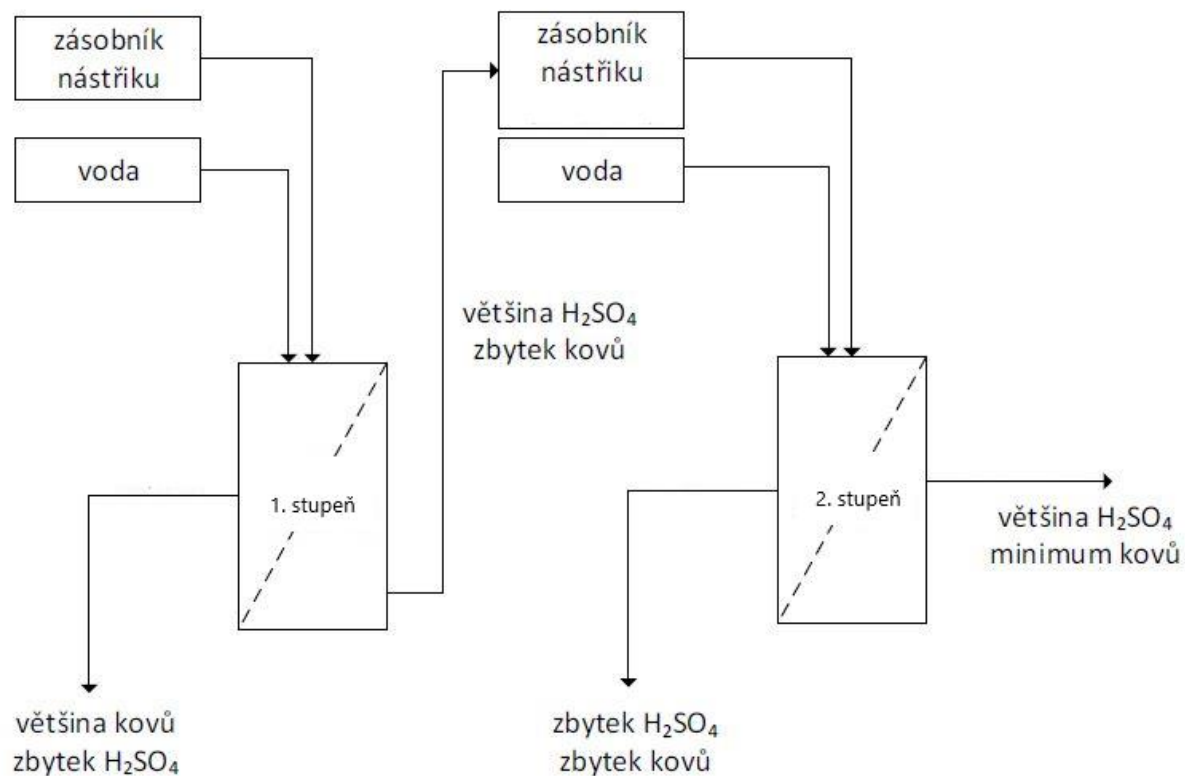 zásobník
nástřiku
voda
zásobník
nástřiku
voda
většina H₂SO₄
zbytek kovů
1. stupeň
2. stupeň
většina H₂SO₄
minimum kovů
většina kovů
zbytek H₂SO₄
zbytek H₂SO₄
zbytek kovů